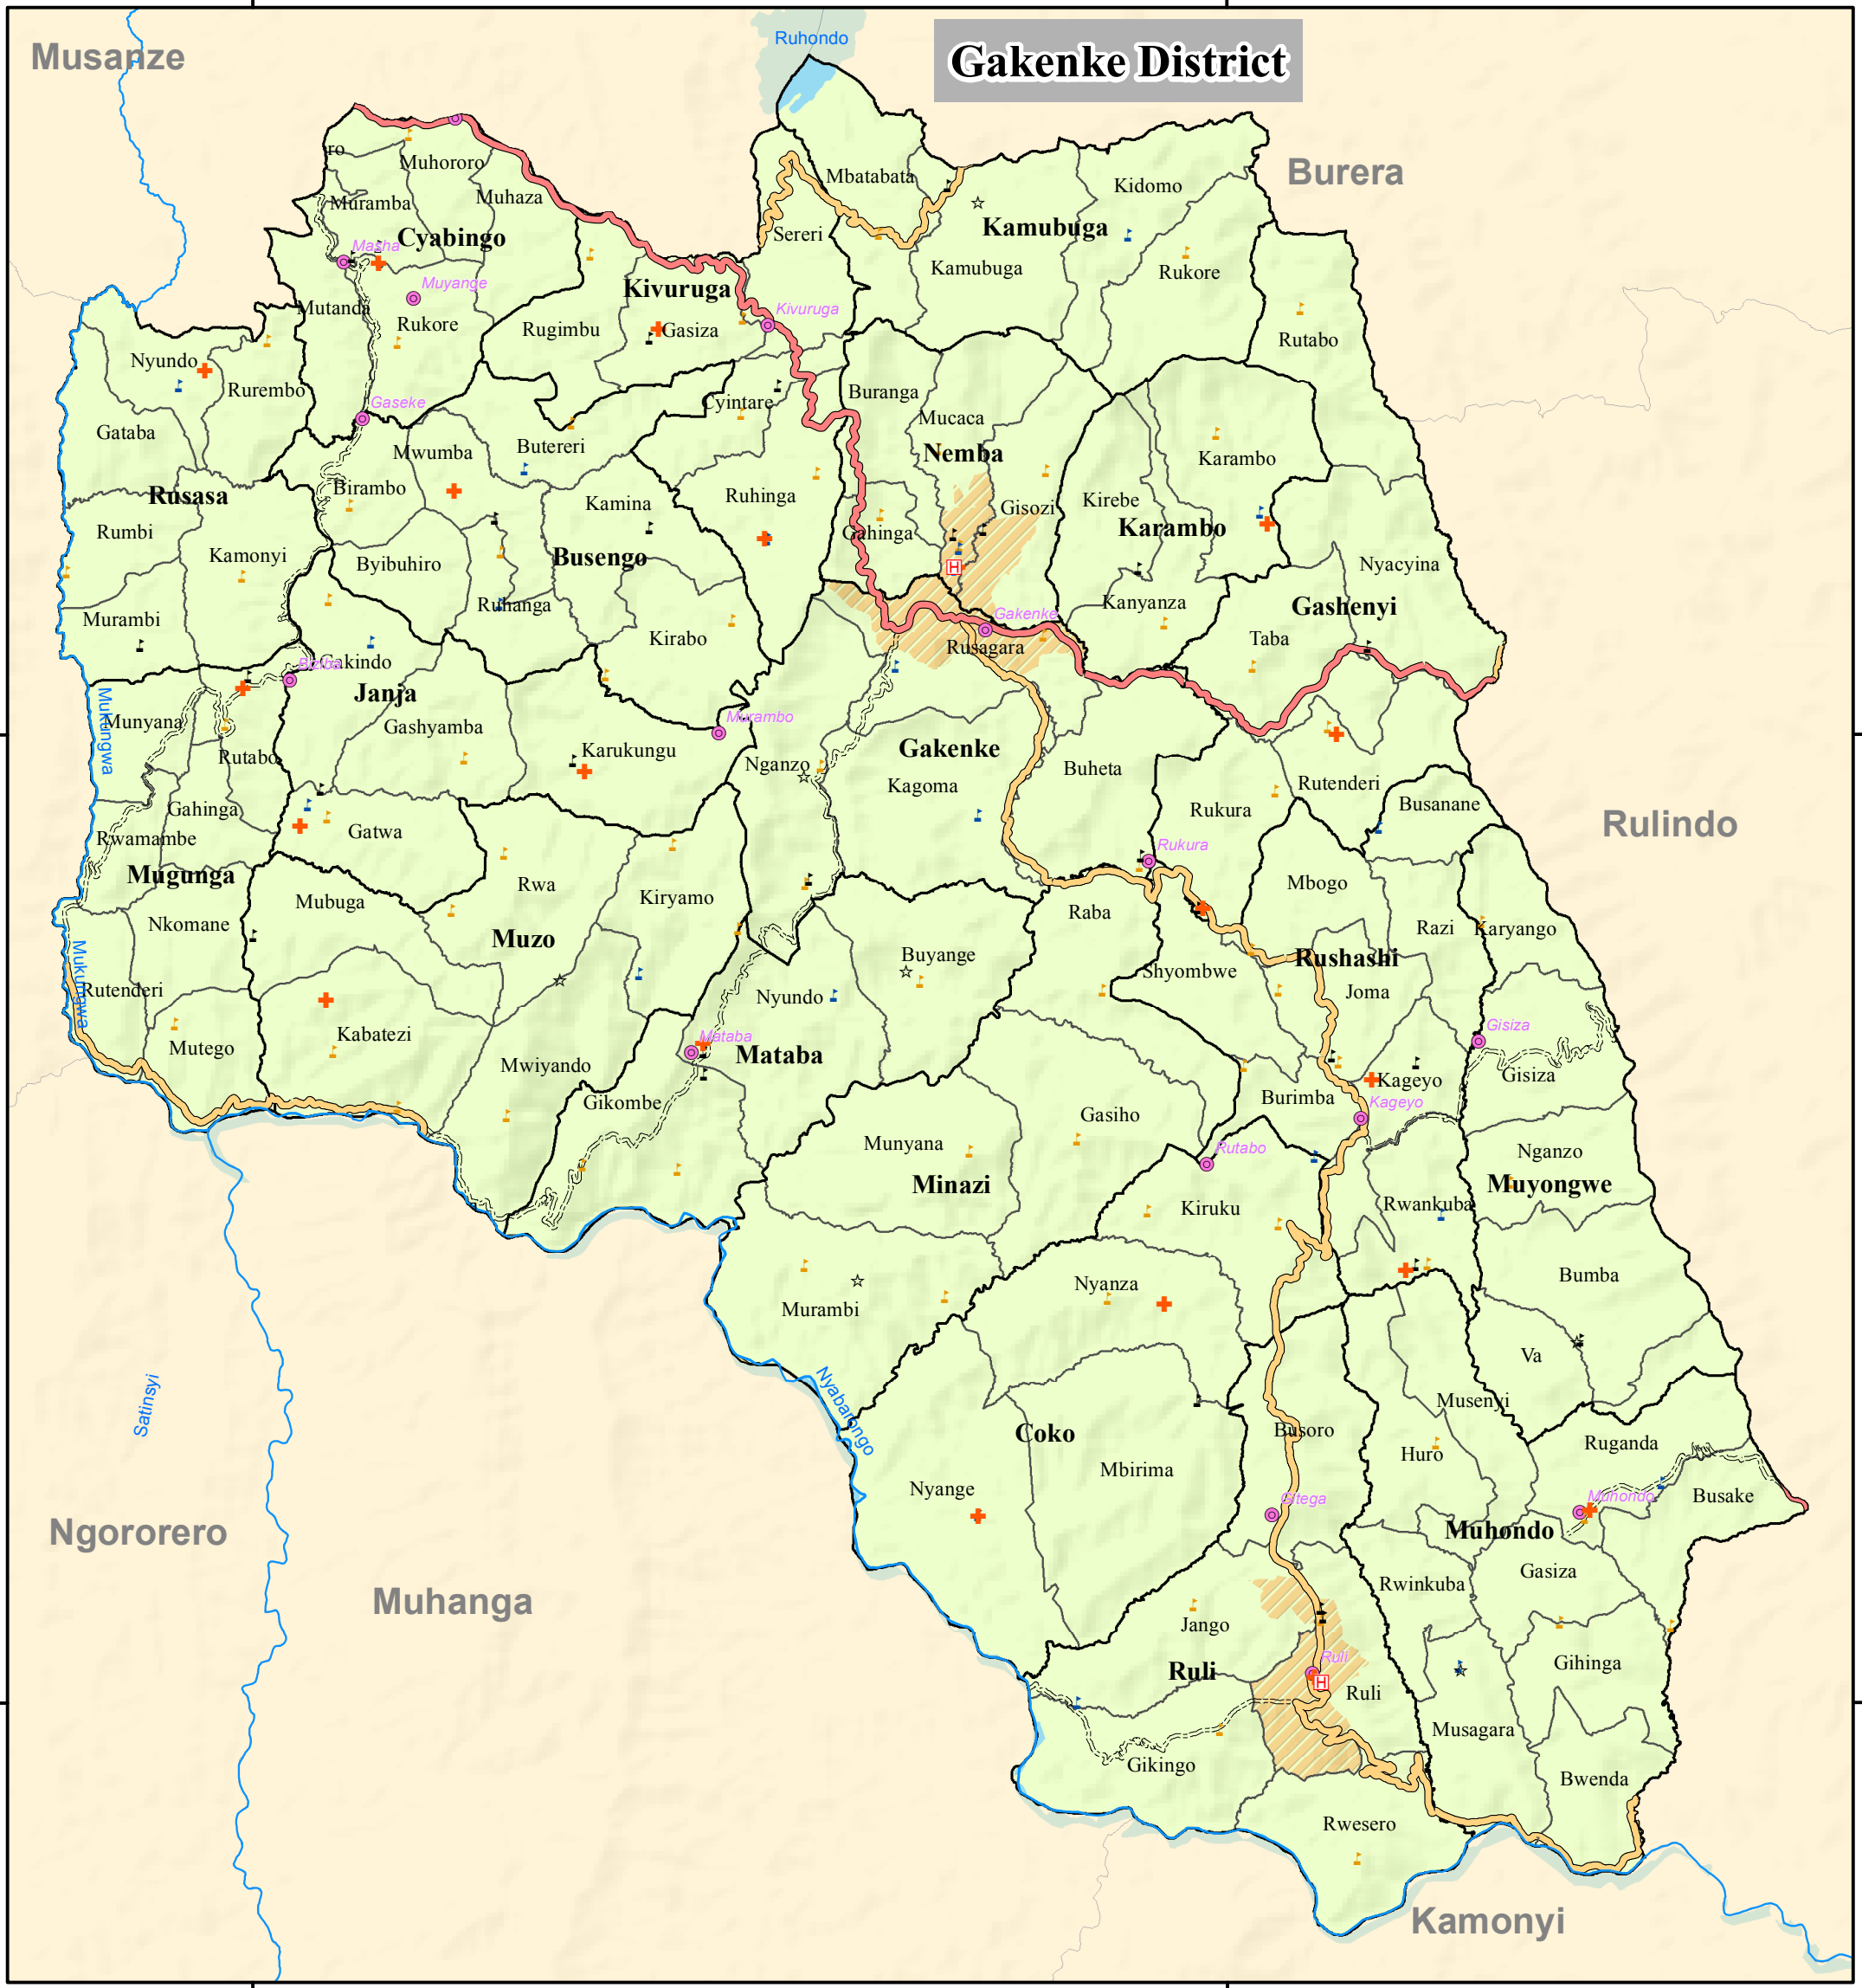 Ruhondo
Gakenke District
Musanze
Burera
ro
Muhororo
Mbatabata
Kidomo
Muramba
Muhaza
Cyabingo
Sereri
Kamubuga
Masha
Kamubuga
Rukore
Muyange
Kivuruga
Mutanda
Rukore
Rugimbu
Gasiza
Kivuruga
Rutabo
Nyundo
Rurembo
Gaseke
Cyintare
Buranga
Mucaca
Gataba
Mwumba
Butereri
Nemba
Karambo
Rusasa
Birambo
Kamina
Ruhinga
Gisozi
Kirebe
Rumbi
Gahinga
Karambo
Kamonyi
Byibuhiro
Busengo
Nyacyina
Murambi
Ruhanga
Kirabo
Gakenke
Kanyanza
Gashenyi
Taba
Rusagara
Biziba
Gakindo
Janja
Mukungwa
Munyana
Gashyamba
Murambo
Rutabo
Karukungu
Nganzo
Gakenke
Kagoma
Buheta
Rutenderi
Busanane
Rukura
Gahinga
Rwamambe
Gatwa
Rulindo
Rukura
Mugunga
Mubuga
Rwa
Kiryamo
Mbogo
Nkomane
Muzo
Raba
Razi
Karyango
Buyange
Rushashi
Shyombwe
Mukungwa
Rutenderi
Nyundo
Joma
Kabatezi
Mutego
Mataba
Mataba
Gisiza
Mwiyando
Gikombe
Gisiza
Kageyo
Burimba
Kageyo
Gasiho
Munyana
Rutabo
Nganzo
Minazi
Muyongwe
Kiruku
Rwankuba
Bumba
Nyanza
Murambi
Va
Nyabarongo
Satinsyi
Musenyi
Coko
Busoro
Huro
Ruganda
Mbirima
Nyange
Gitega
Muhondo
Busake
Ngororero
Muhondo
Muhanga
Gasiza
Rwinkuba
Jango
Ruli
Ruli
Gihinga
Ruli
Musagara
Gikingo
Bwenda
Rwesero
Kamonyi